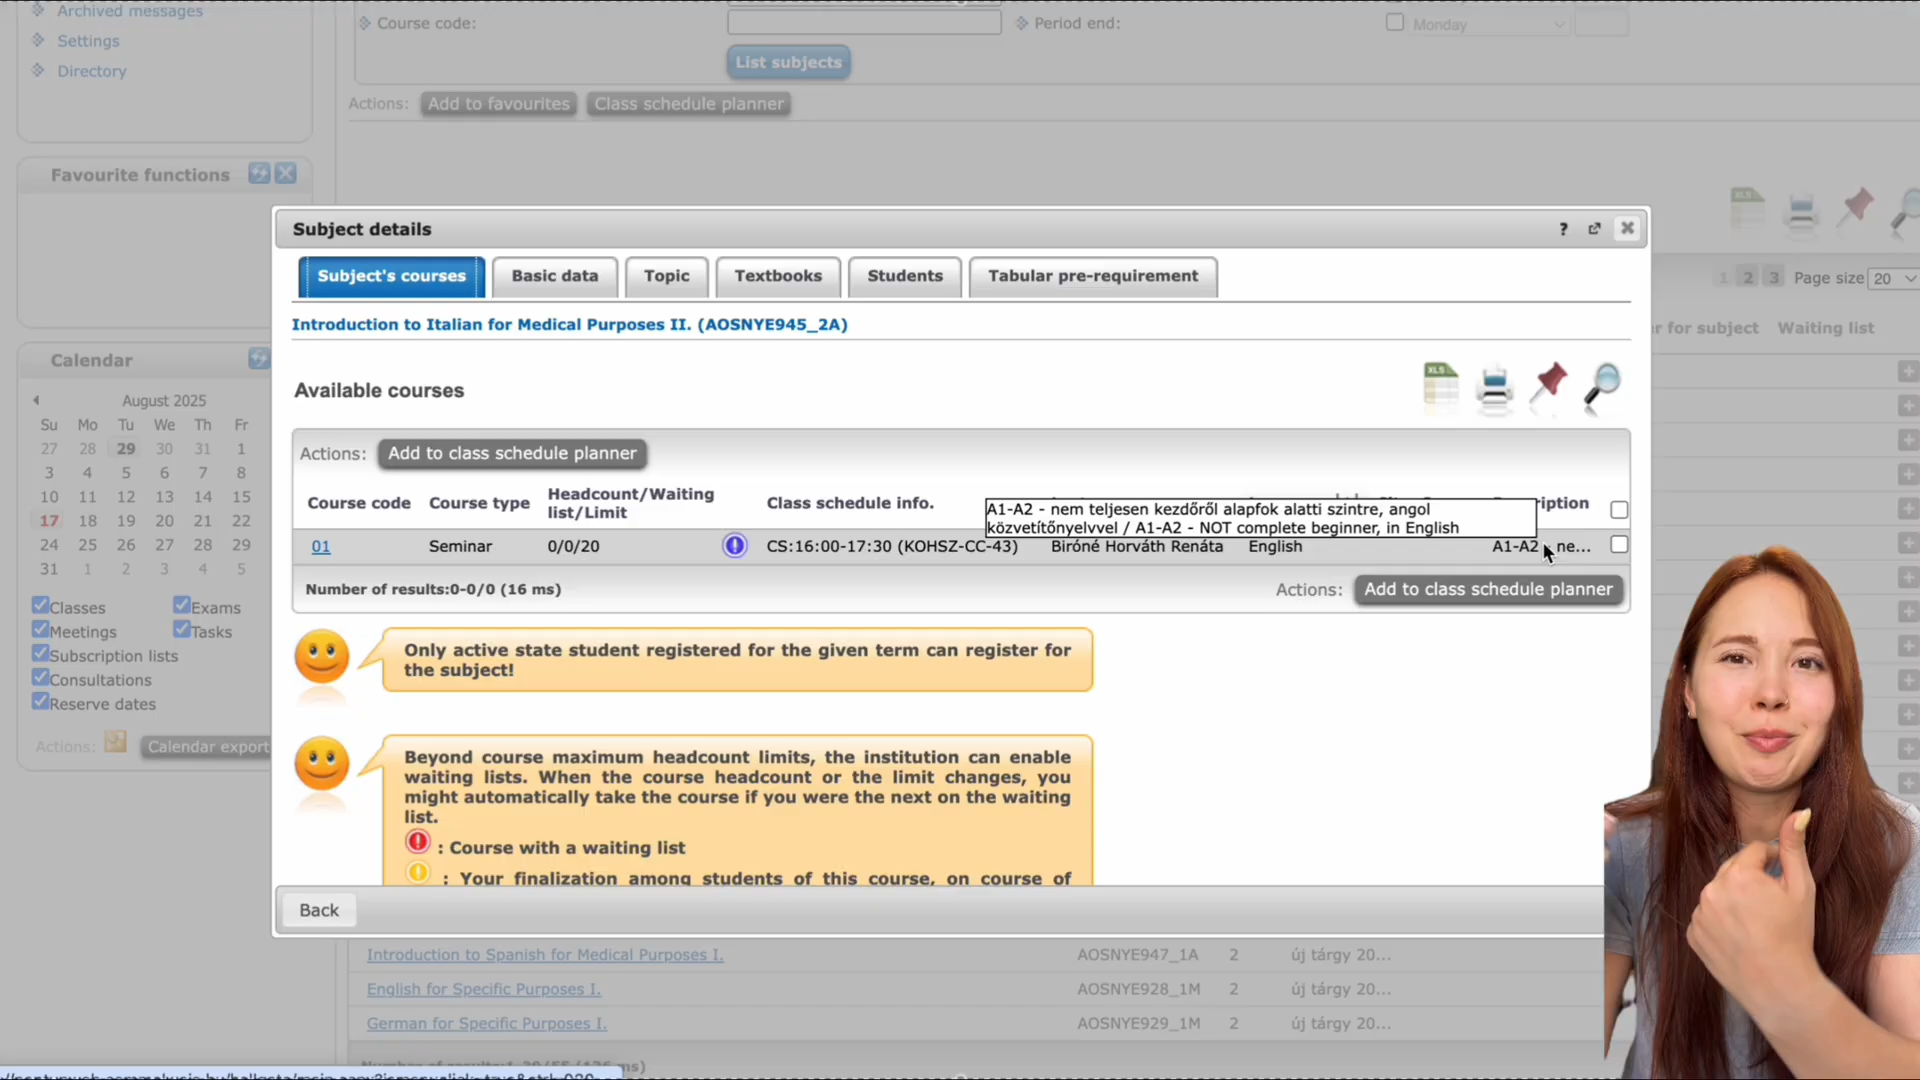 Archived messages
Settings
Directory
Course code:
Period end:
Monday
List subjects
Actions: Add to favourites Class schedule planner
Favourite functions
1 2 3 Page size 20
r for subject Waiting list
Calendar
August 2025
Su Mo Tu We Th Fr
27 28 29 30 31 1
3 4 5 6 7 8
10 11 12 13 14 15
17 18 19 20 21 22
24 25 26 27 28 29
31 1 2 3 4 5
Classes Exams
Meetings Tasks
Subscription lists
Consultations
Reserve dates
Actions: Calendar export
Subject details
?
Subject's courses Basic data Topic Textbooks Students Tabular pre-requirement
Introduction to Italian for Medical Purposes II. (AOSNYE945_2A)
Available courses
XLS
Actions: Add to class schedule planner
Course code Course type Headcount/Waiting list/Limit Class schedule info. ription
A1-A2 - nem teljesen kezdőről alapfok alatti szintre, angol
közvetítőnyelvvel / A1-A2 - NOT complete beginner, in English
01 Seminar 0/0/20 CS:16:00-17:30 (KOHSZ-CC-43) Biróné Horváth Renáta English A1-A2 ne...
Number of results:0-0/0 (16 ms)
Actions: Add to class schedule planner
Only active state student registered for the given term can register for
the subject!
Beyond course maximum headcount limits, the institution can enable
waiting lists. When the course headcount or the limit changes, you
might automatically take the course if you were the next on the waiting
list.
: Course with a waiting list
: Your finalization among students of this course, on course of
Back
Introduction to Spanish for Medical Purposes I. AOSNYE947_1A 2 új tárgy 20...
English for Specific Purposes I. AOSNYE928_1M 2 új tárgy 20...
German for Specific Purposes I. AOSNYE929_1M 2 új tárgy 20...